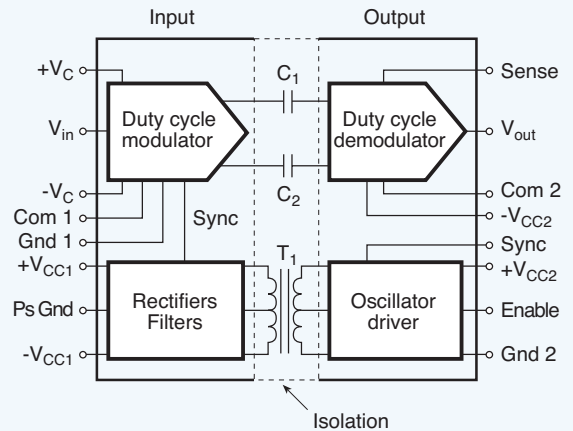 Input
Output
+VC
C1
Sense
Vin
Duty cycle
modulator
Duty cycle
demodulator
Vout
-VC
C2
Com 2
Com 1
Sync
-VCC2
Gnd 1
Sync
+VCC1
T1
+VCC2
Ps Gnd
Rectifiers
Filters
Oscillator
driver
Enable
-VCC1
Gnd 2
Isolation